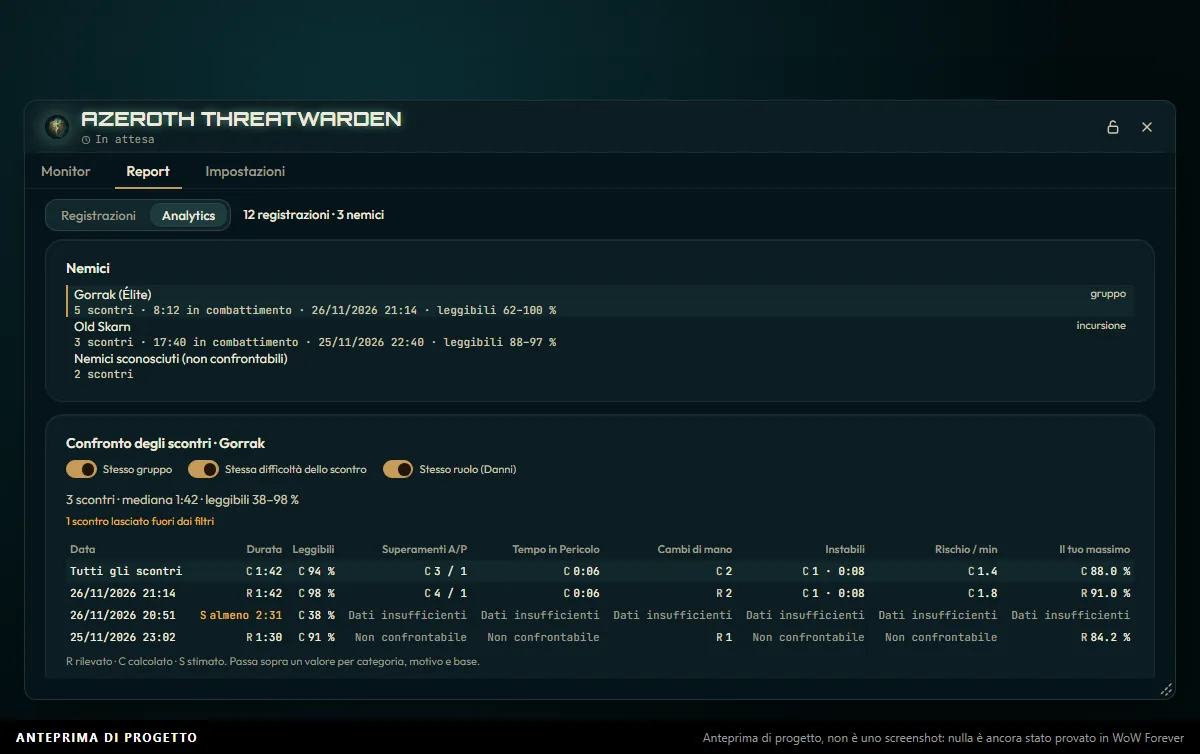 AZEROTH THREATWARDEN
In attesa
Monitor Report Impostazioni
Registrazioni Analytics 12 registrazioni · 3 nemici
Nemici
Gorrak (Élite) gruppo
5 scontri · 8:12 in combattimento · 26/11/2026 21:14 · leggibili 62–100 %
Old Skarn incursione
3 scontri · 17:40 in combattimento · 25/11/2026 22:40 · leggibili 88–97 %
Nemici sconosciuti (non confrontabili)
2 scontri
Confronto degli scontri · Gorrak
Stesso gruppo Stessa difficoltà dello scontro Stesso ruolo (Danni)
3 scontri · mediana 1:42 · leggibili 38–98 %
1 scontro lasciato fuori dai filtri
Data Durata Leggibili Superamenti A/P Tempo in Pericolo Cambi di mano Instabili Rischio / min Il tuo massimo
Tutti gli scontri C 1:42 C 94 % C 3 / 1 C 0:06 C 2 C 1 · 0:08 C 1.4 C 88.0 %
26/11/2026 21:14 R 1:42 C 98 % C 4 / 1 C 0:06 R 2 C 1 · 0:08 C 1.8 R 91.0 %
26/11/2026 20:51 S almeno 2:31 C 38 % Dati insufficienti Dati insufficienti Dati insufficienti Dati insufficienti Dati insufficienti Dati insufficienti
25/11/2026 23:02 R 1:30 C 91 % Non confrontabile Non confrontabile R 1 Non confrontabile Non confrontabile R 84.2 %
R rilevato · C calcolato · S stimato. Passa sopra un valore per categoria, motivo e base.
ANTEPRIMA DI PROGETTO Anteprima di progetto, non è uno screenshot: nulla è ancora stato provato in WoW Forever